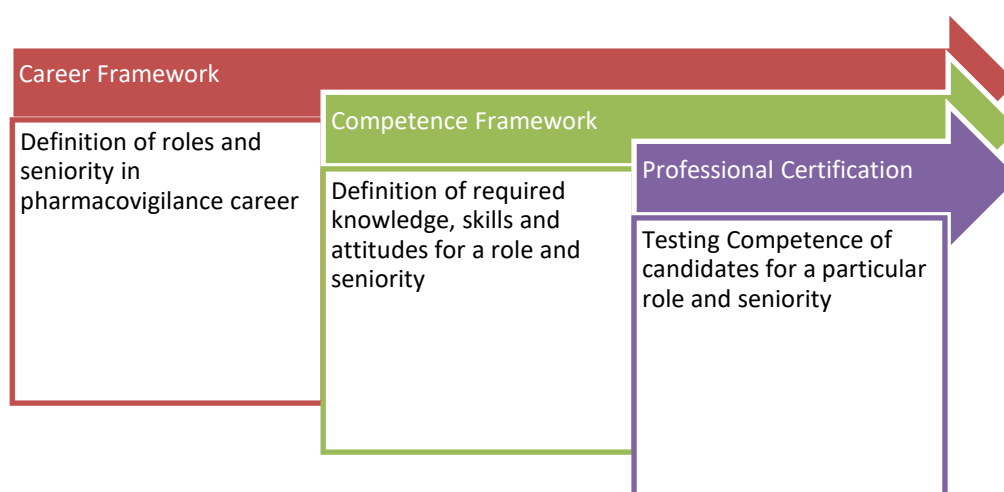 Career Framework
Definition of roles and
seniority in
pharmacovigilance career
Competence Framework
Definition of required
knowledge, skills and
attitudes for a role and
seniority
Professional Certification
Testing Competence of
candidates for a particular
role and seniority